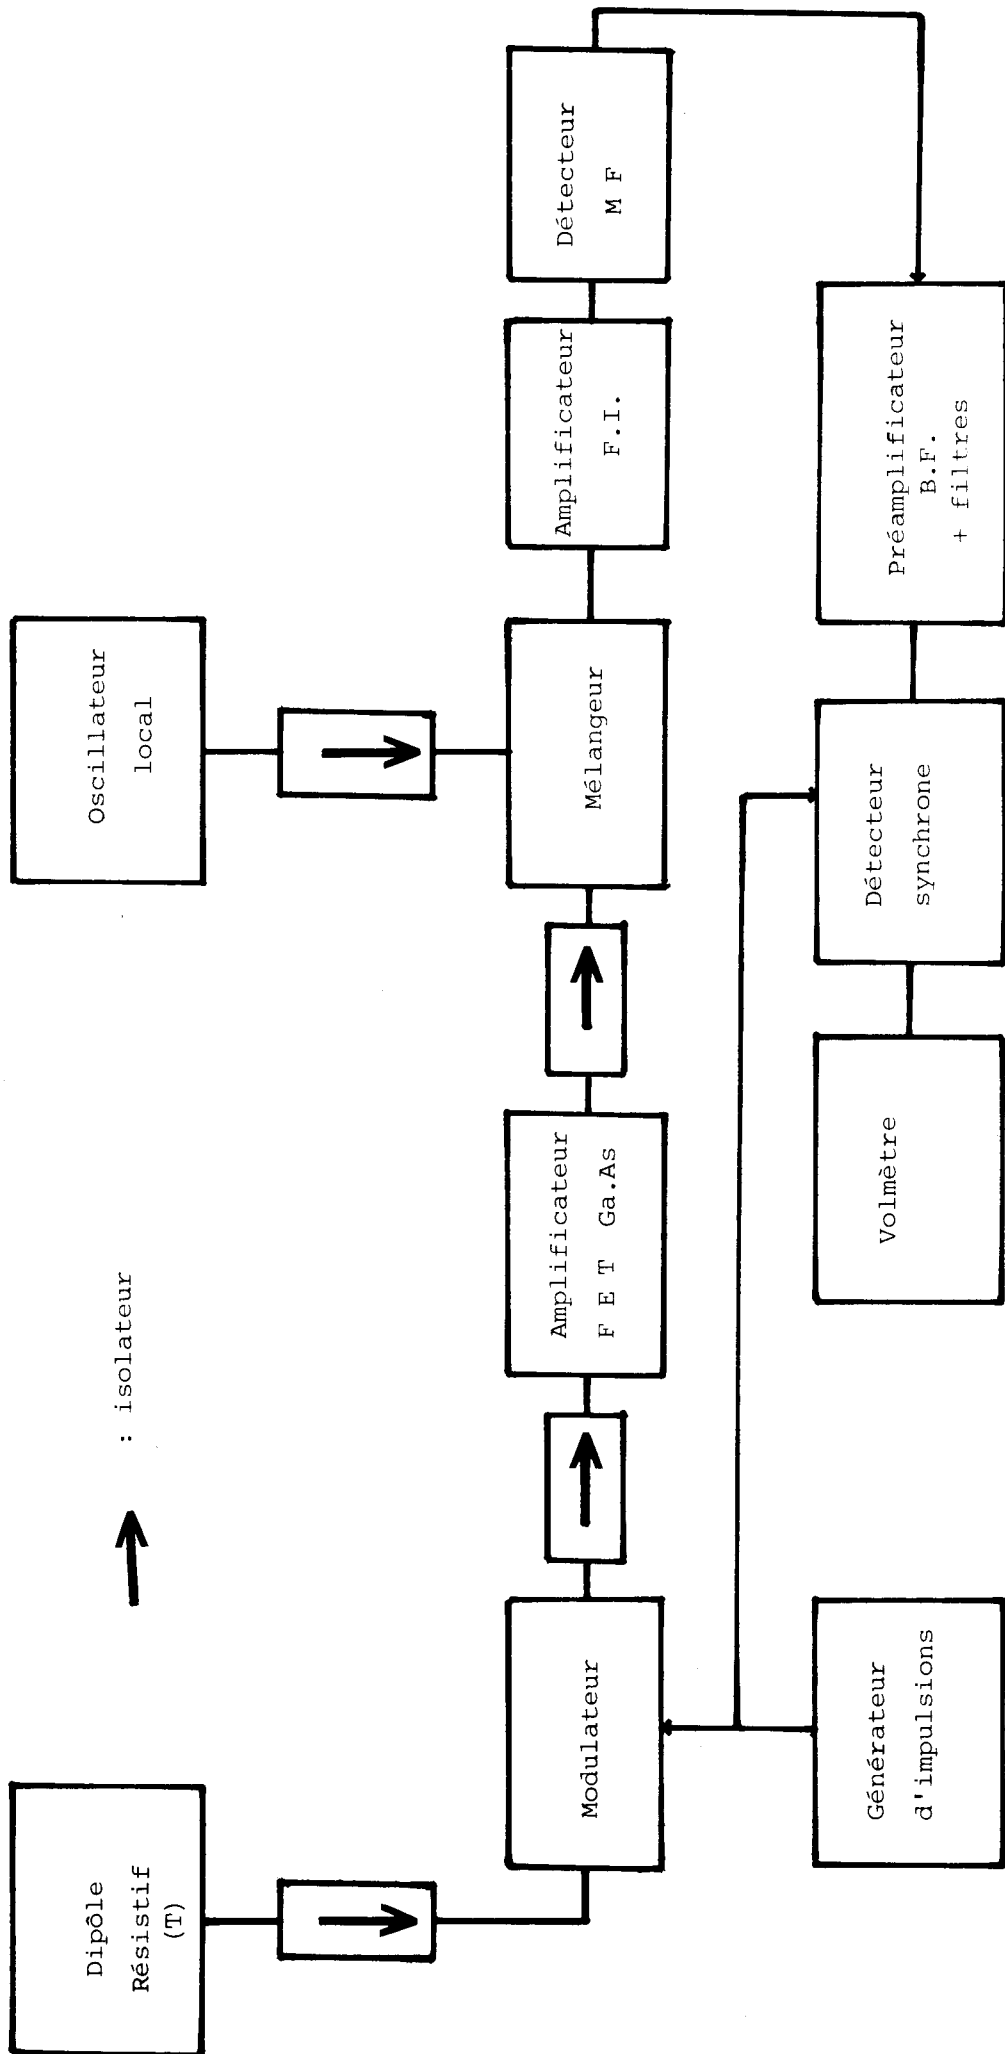 Dipôle
Résistif
(T)
: isolateur
Oscillateur
local
Modulateur
Amplificateur
F E T Ga.As
Mélangeur
Amplificateur
F.I.
Détecteur
M F
Générateur
d'impulsions
Volmètre
Détecteur
synchrone
Préamplificateur
B.F.
+ filtres